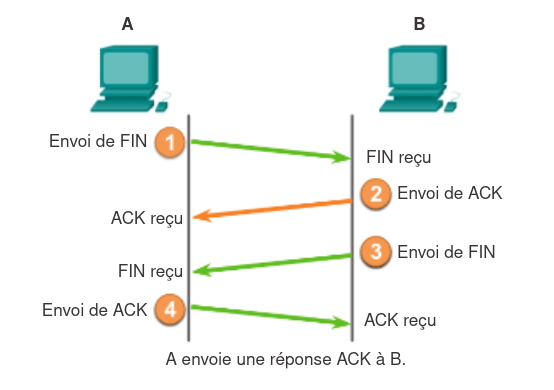 A
B
Envoi de FIN 1
FIN reçu
2 Envoi de ACK
ACK reçu
3 Envoi de FIN
FIN reçu
Envoi de ACK 4
ACK reçu
A envoie une réponse ACK à B.